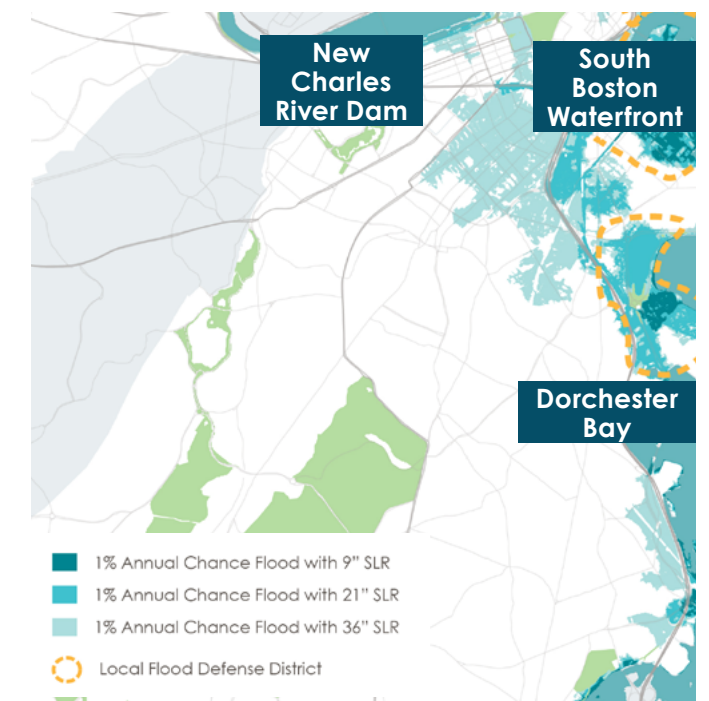 New
Charles
River Dam
South
Boston
Waterfront
Dorchester
Bay
1% Annual Chance Flood with 9” SLR
1% Annual Chance Flood with 21” SLR
1% Annual Chance Flood with 36” SLR
Local Flood Defense District